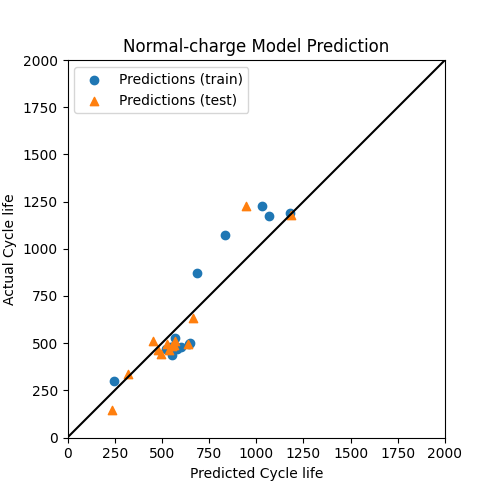 Normal-charge Model Prediction
Predictions (train)
Predictions (test)
Actual Cycle life
2000
1750
1500
1250
1000
750
500
250
0
0 250 500 750 1000 1250 1500 1750 2000
Predicted Cycle life